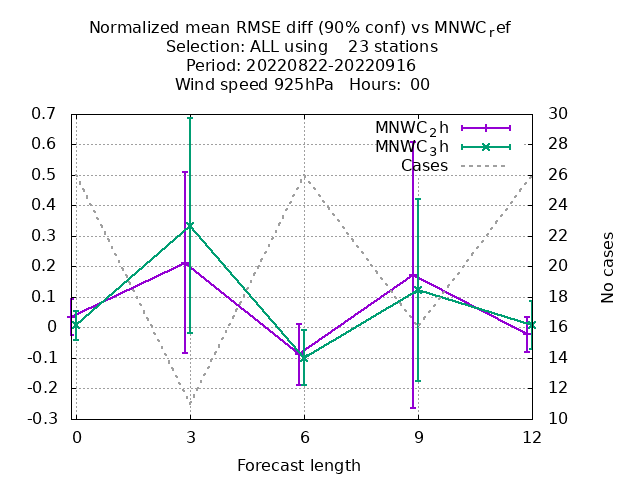 Normalized mean RMSE diff (90% conf) vs MNWC_ref
Selection: ALL using    23 stations
Period: 20220822-20220916
Wind speed 925hPa   Hours: 00
MNWC_2h
MNWC_3h
Cases
0.7
0.6
0.5
0.4
0.3
0.2
0.1
0
-0.1
-0.2
-0.3
30
28
26
24
22
20
18
16
14
12
10
No cases
0 3 6 9 12
Forecast length